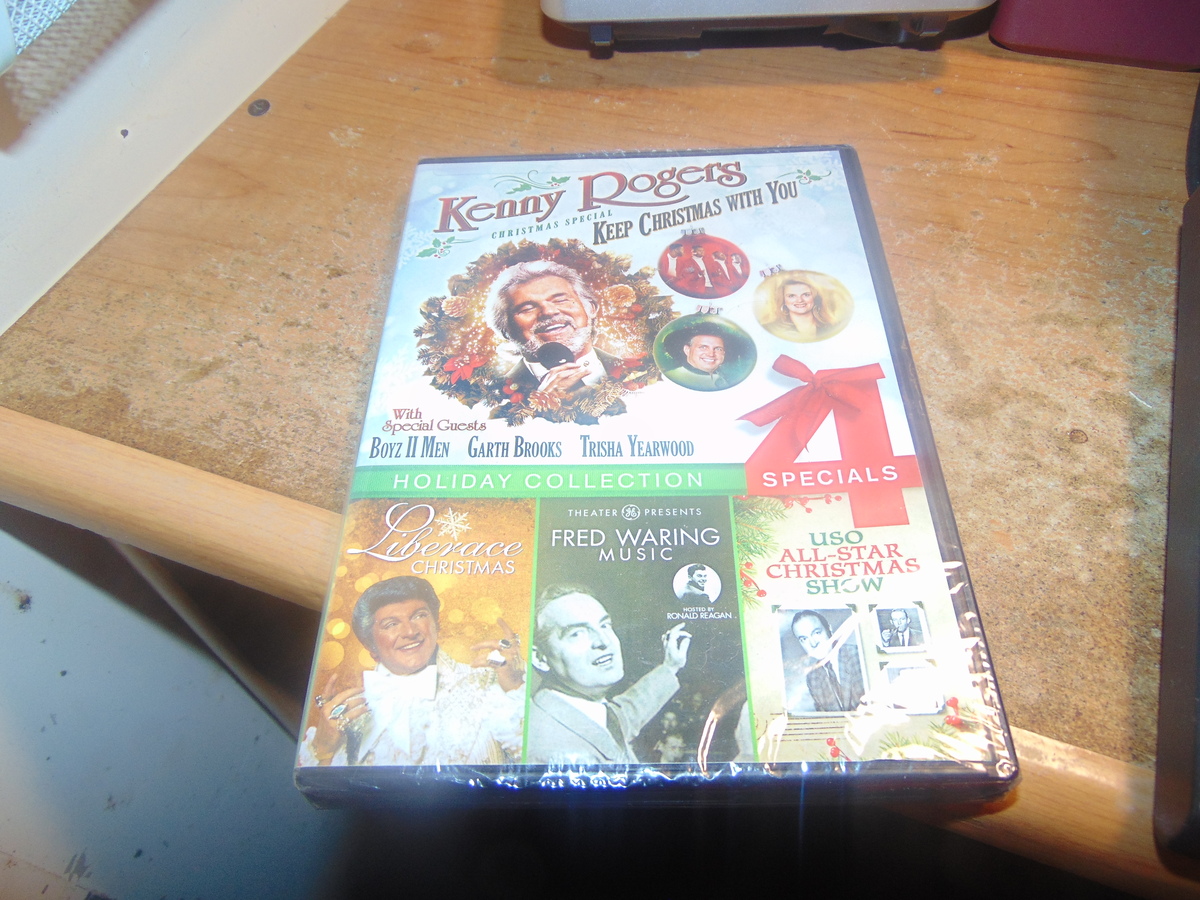 Kenny Rogers
CHRISTMAS SPECIAL
KEEP CHRISTMAS WITH YOU
With
Special Guests
BOYZ II MEN GARTH BROOKS TRISHA YEARWOOD
HOLIDAY COLLECTION
4
SPECIALS
Liberace
CHRISTMAS
THEATER GE PRESENTS
FRED WARING
MUSIC
HOSTED BY
RONALD REAGAN
USO
ALL-STAR
CHRISTMAS
SHOW